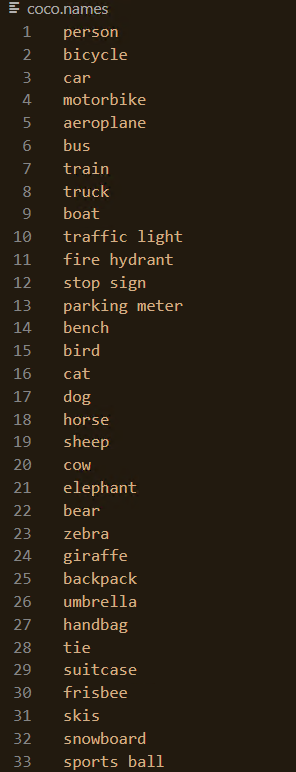 coco.names
1 person
2 bicycle
3 car
4 motorbike
5 aeroplane
6 bus
7 train
8 truck
9 boat
10 traffic light
11 fire hydrant
12 stop sign
13 parking meter
14 bench
15 bird
16 cat
17 dog
18 horse
19 sheep
20 cow
21 elephant
22 bear
23 zebra
24 giraffe
25 backpack
26 umbrella
27 handbag
28 tie
29 suitcase
30 frisbee
31 skis
32 snowboard
33 sports ball